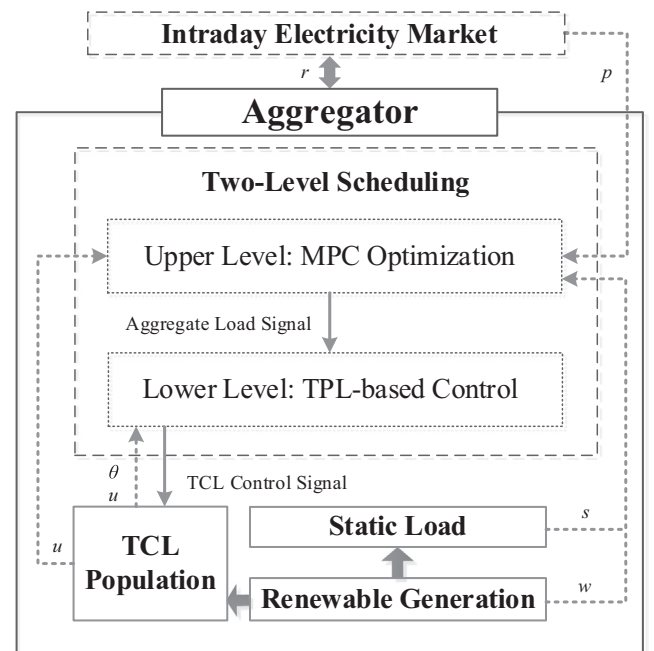 Intraday Electricity Market
r
p
Aggregator
Two-Level Scheduling
Upper Level: MPC Optimization
Aggregate Load Signal
Lower Level: TPL-based Control
θ
u
TCL Control Signal
u
TCL
Population
Static Load
s
Renewable Generation
w